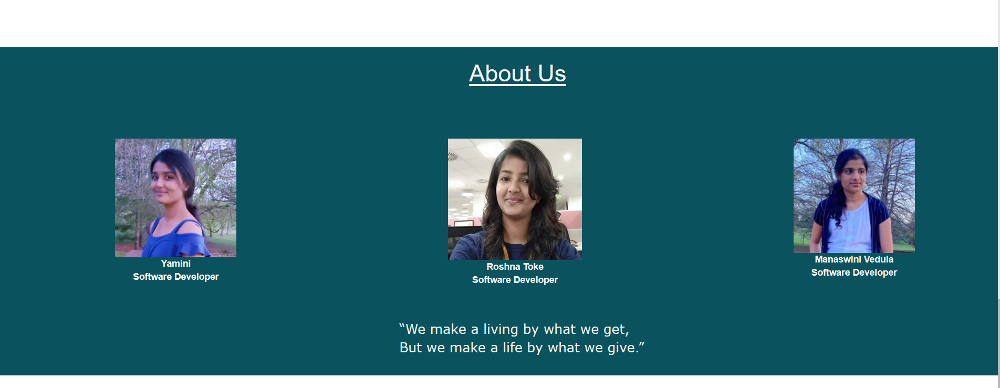 About Us
Yamini
Software Developer
Roshna Toke
Software Developer
Manaswini Vedula
Software Developer
“We make a living by what we get,
But we make a life by what we give.”